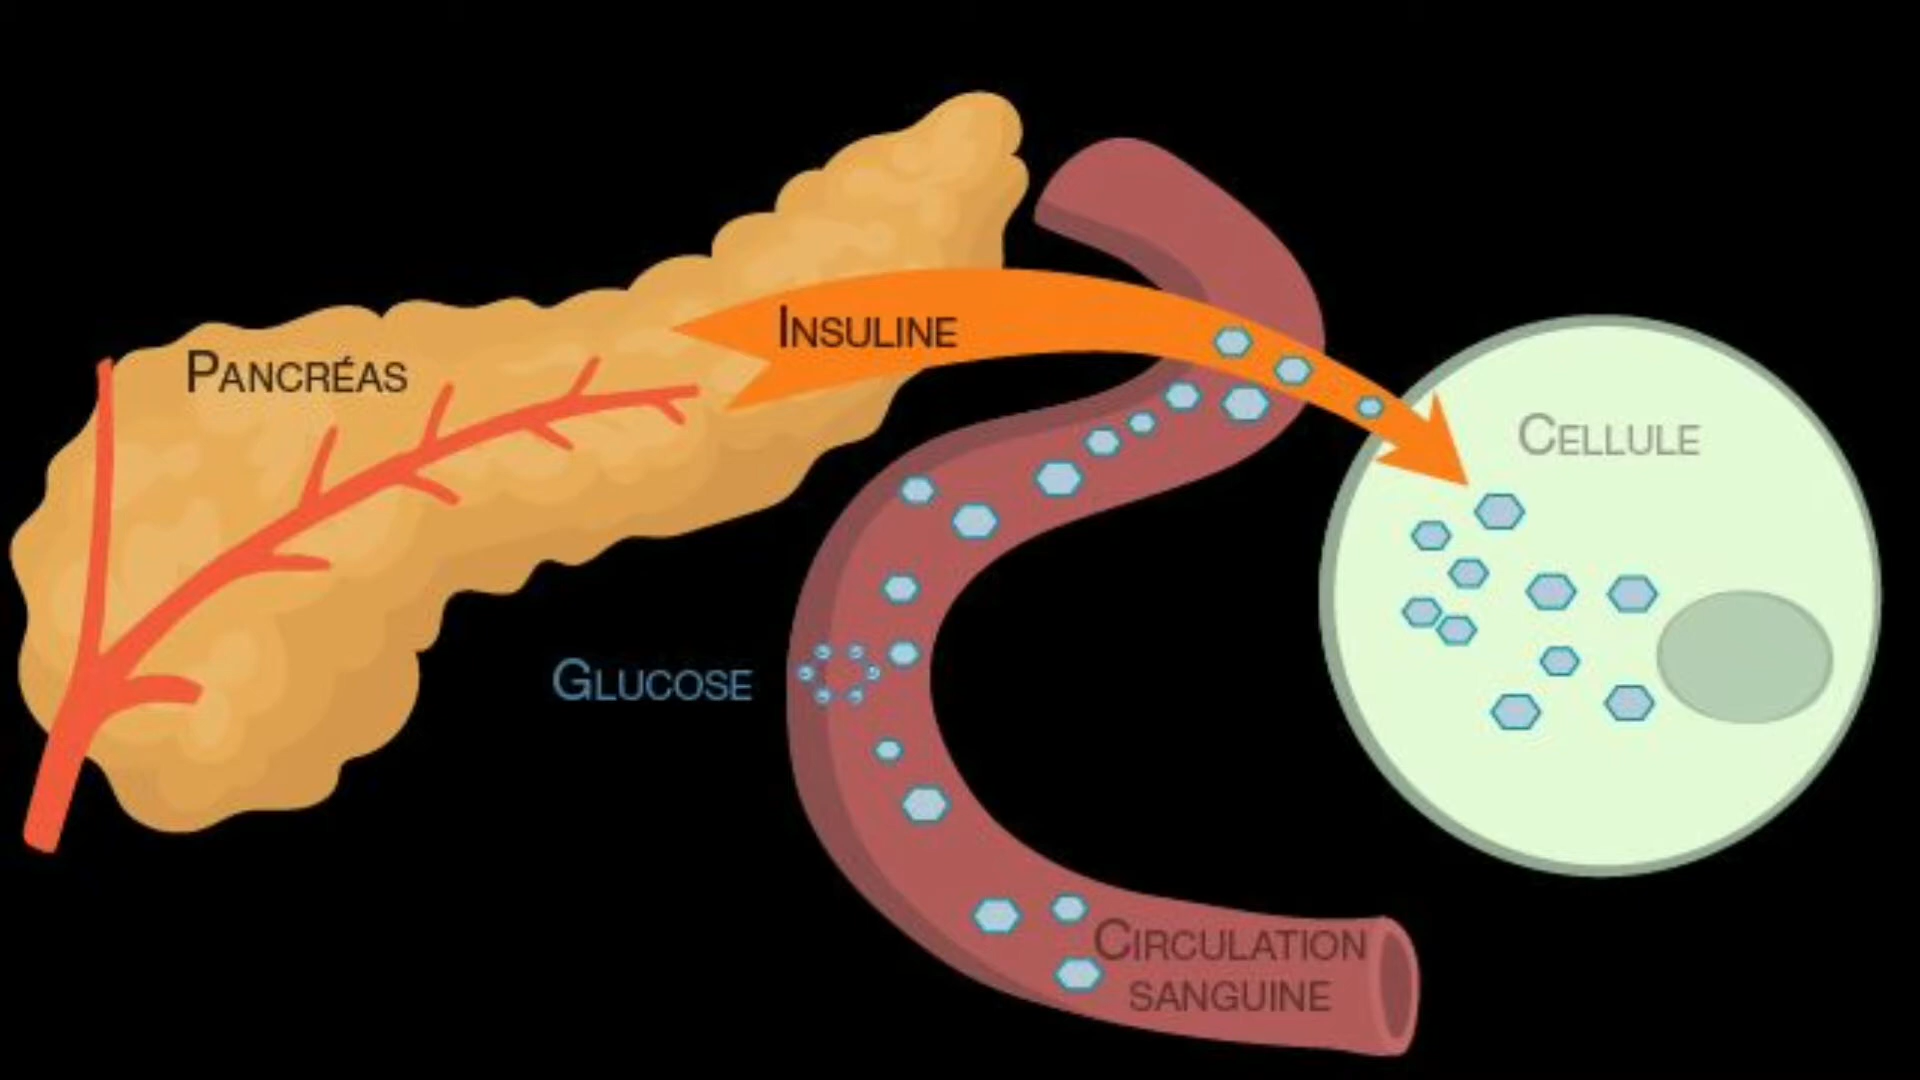 Pancréas
Insuline
Cellule
Glucose
Circulation
sanguine